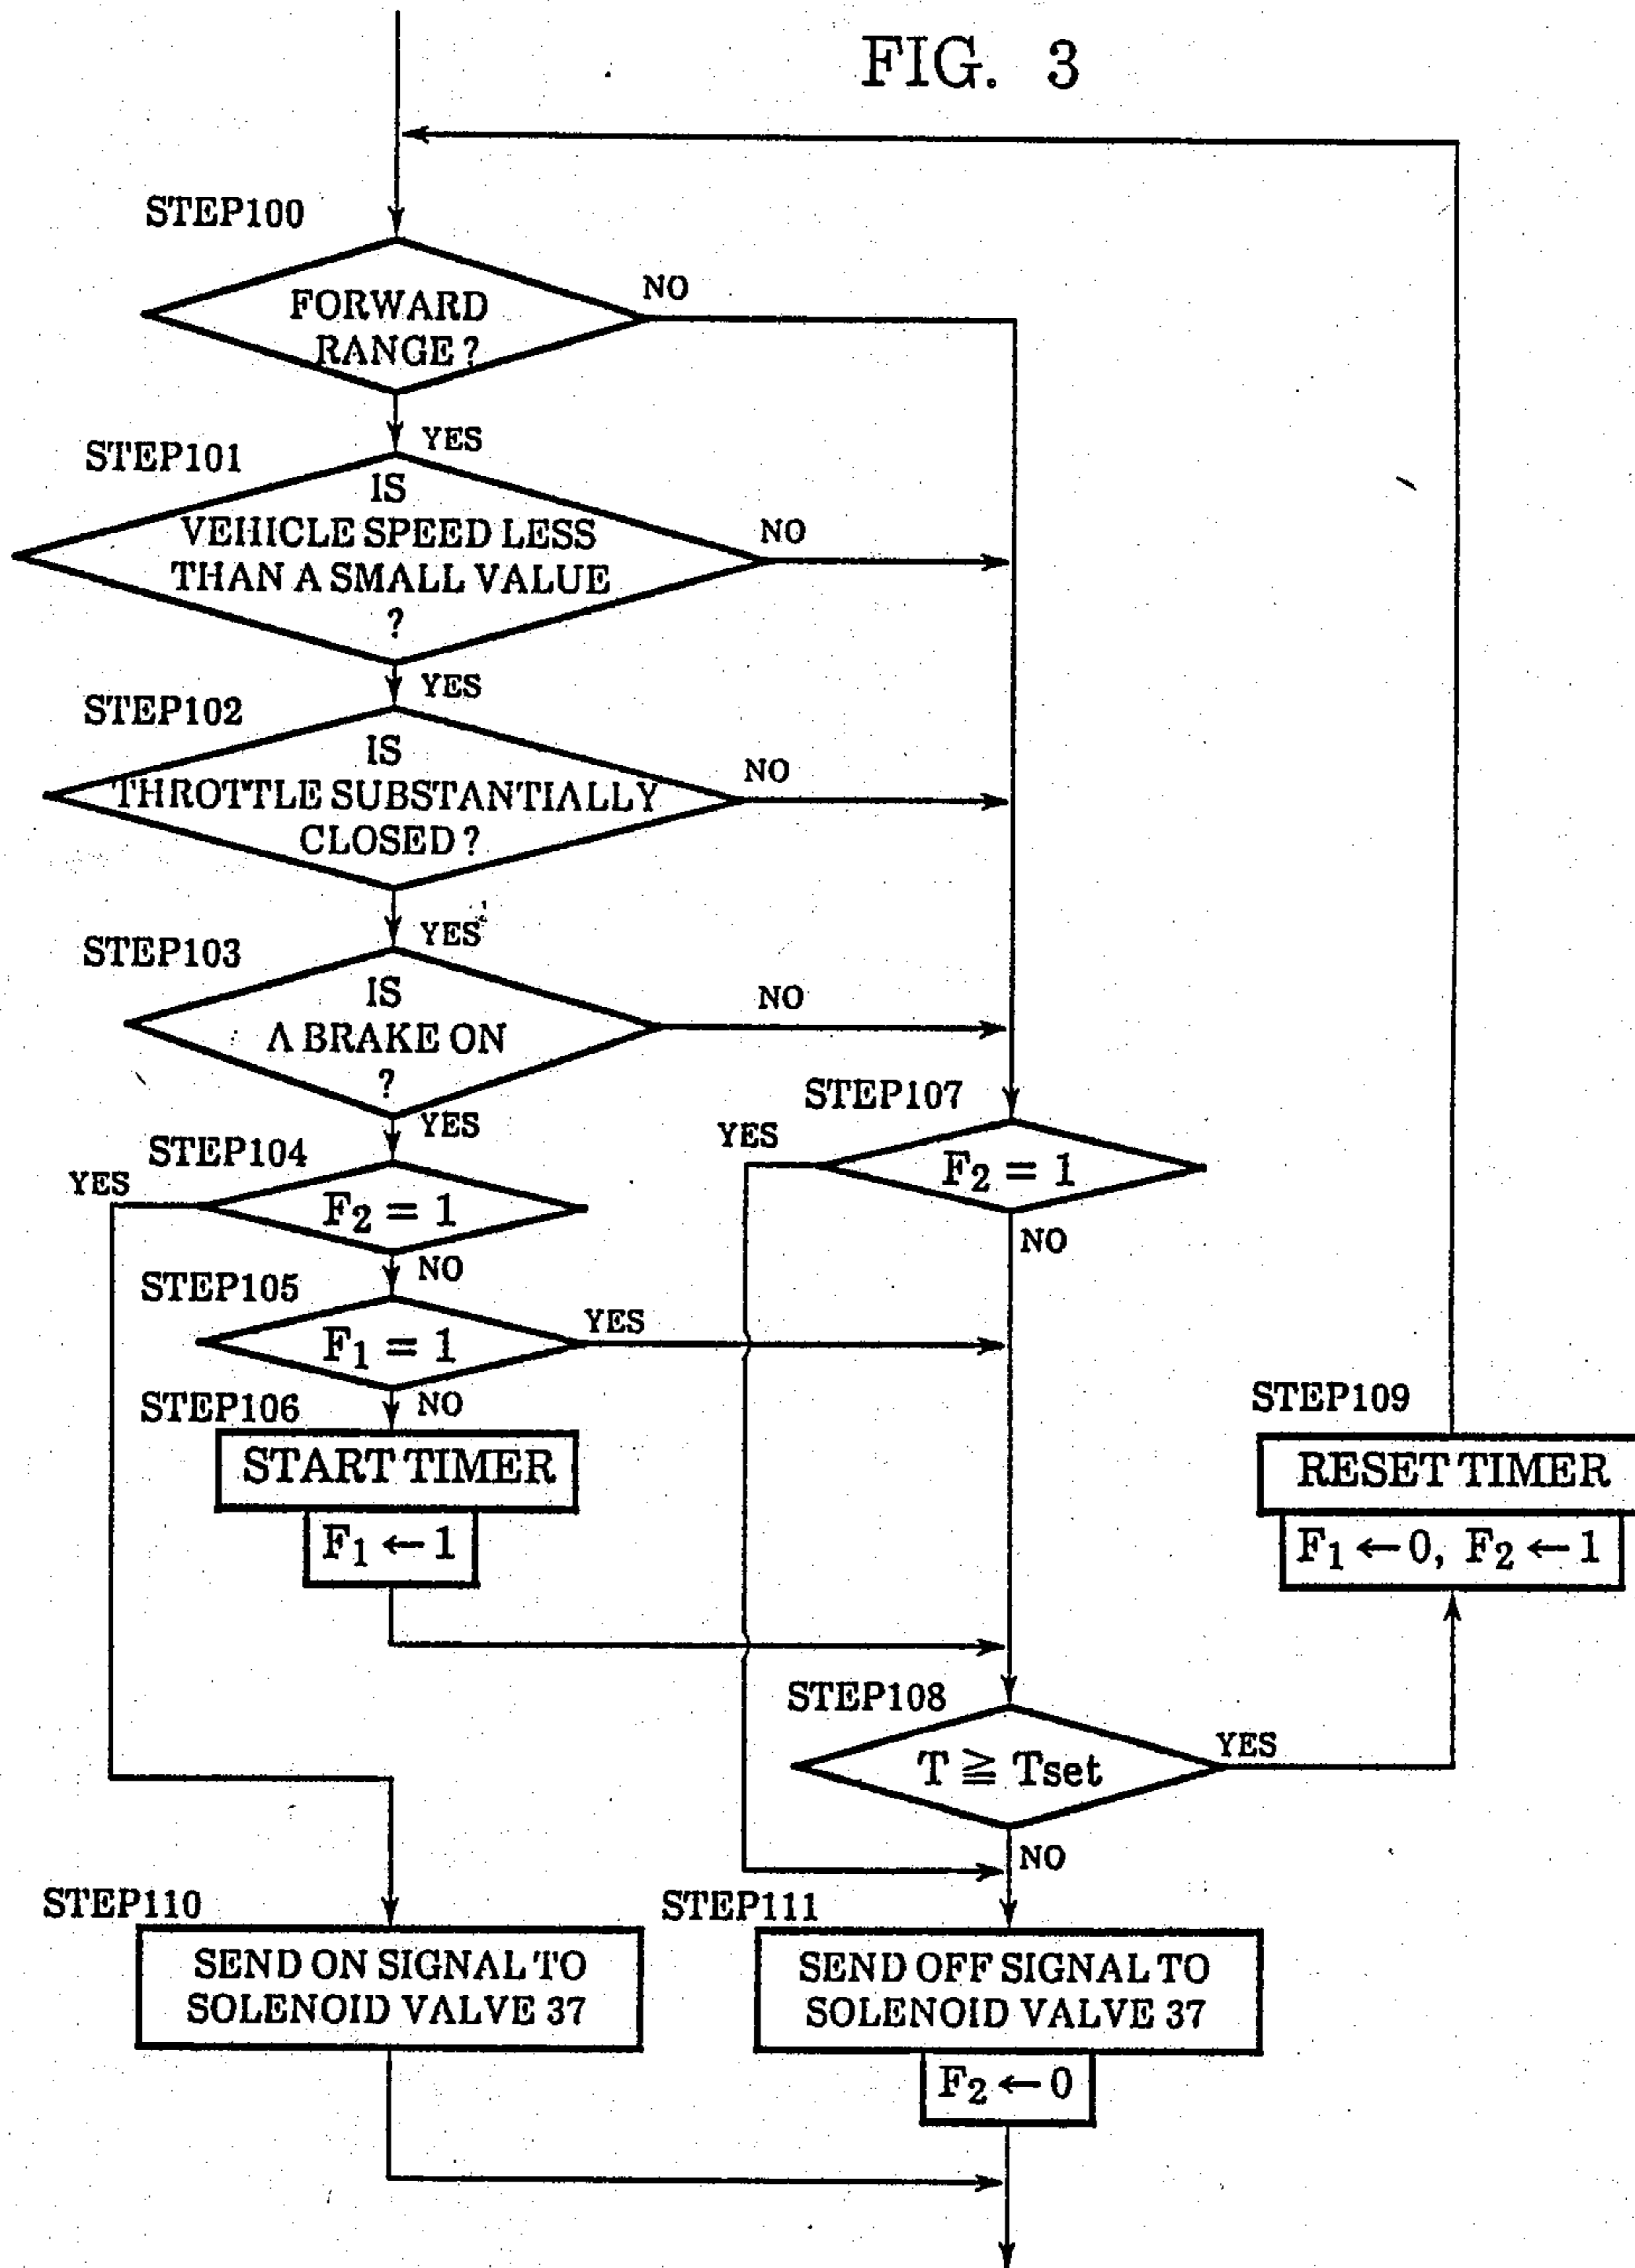 FIG. 3
STEP100
FORWARD
RANGE ?
NO
YES
STEP101
IS
VEHICLE SPEED LESS
THAN A SMALL VALUE
?
NO
YES
STEP102
IS
THROTTLE SUBSTANTIALLY
CLOSED ?
NO
YES
STEP103
IS
A BRAKE ON
?
NO
YES
STEP104
YES
F2 = 1
NO
STEP105
F1 = 1
YES
NO
STEP106
START TIMER
F1 ← 1
STEP107
YES
F2 = 1
NO
STEP108
T ≧ Tset
YES
NO
STEP109
RESET TIMER
F1 ← 0, F2 ← 1
STEP110
SEND ON SIGNAL TO
SOLENOID VALVE 37
STEP111
SEND OFF SIGNAL TO
SOLENOID VALVE 37
F2 ← 0